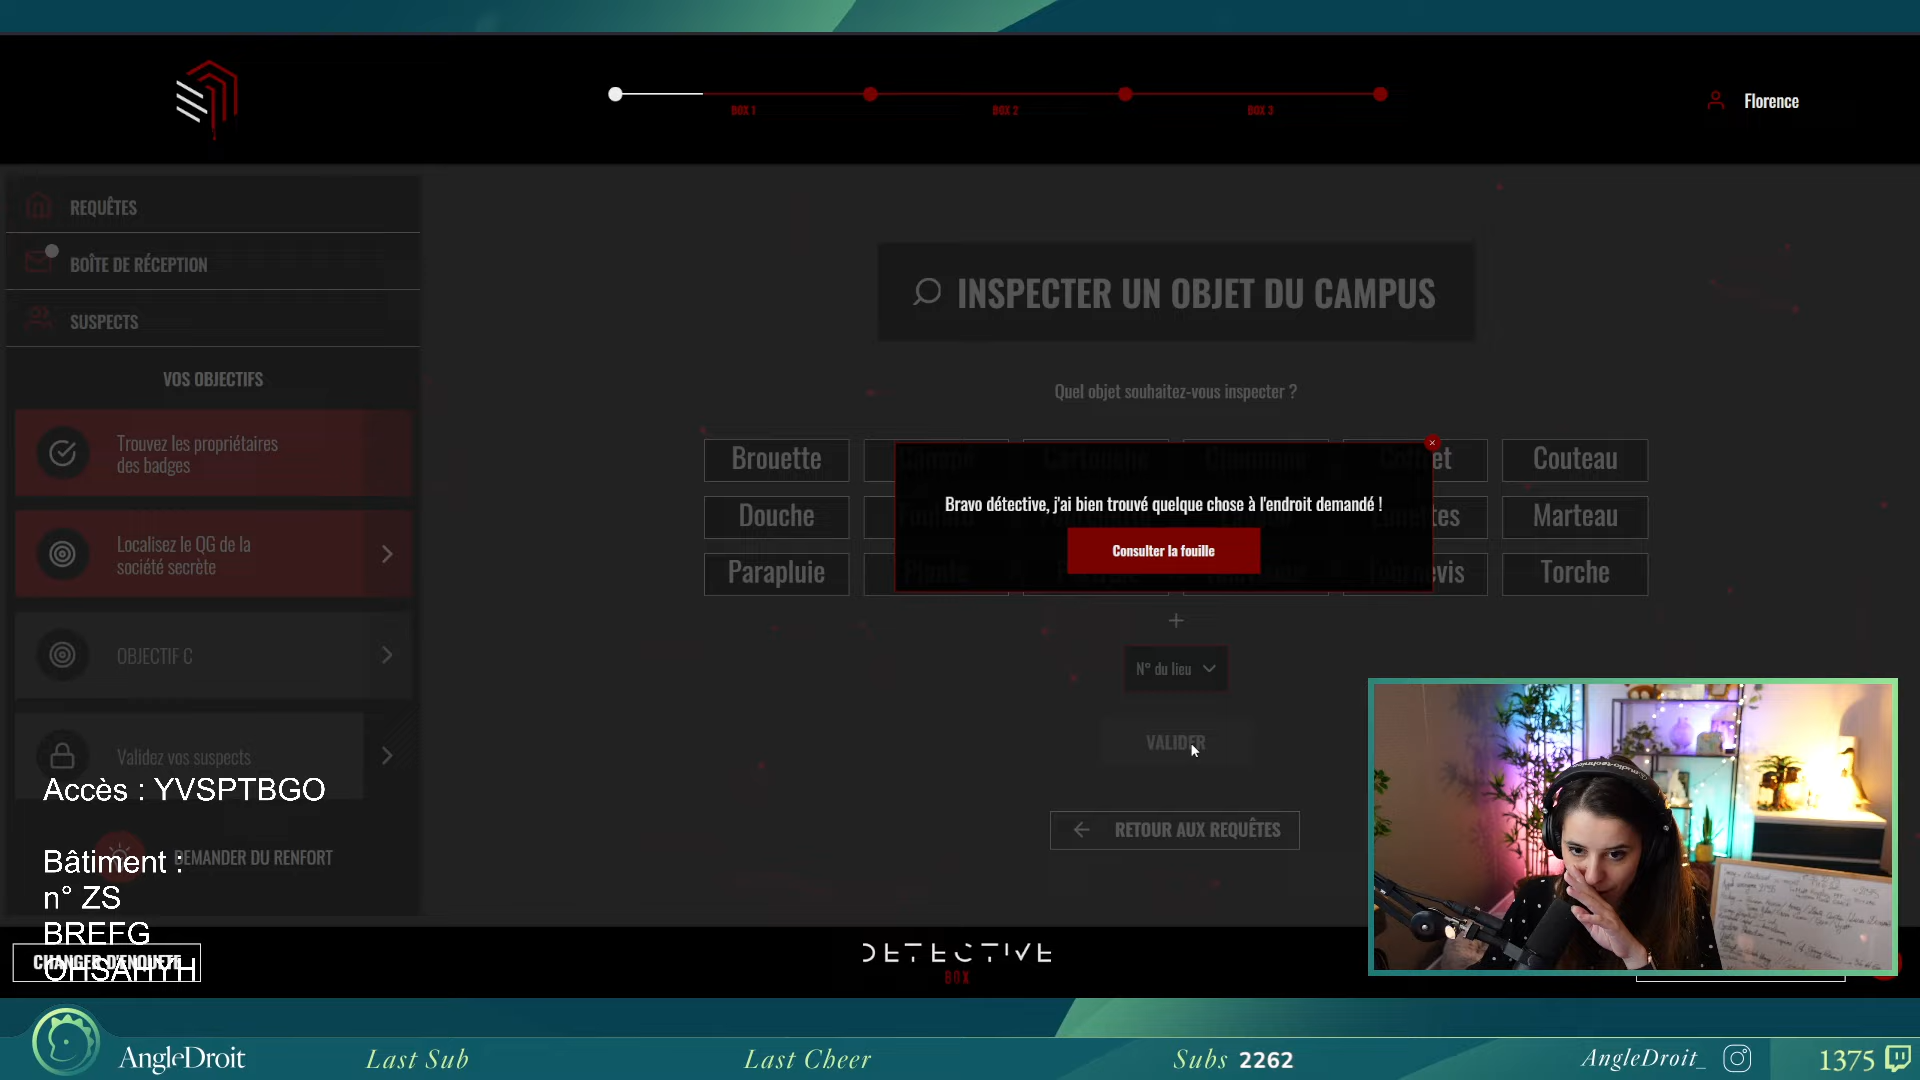 BOX 1
BOX 2
BOX 3
Florence
REQUÊTES
BOÎTE DE RÉCEPTION
SUSPECTS
VOS OBJECTIFS
Trouvez les propriétaires
des badges
Localisez le QG de la
société secrète
OBJECTIF C
Validez vos suspects
Accès : YVSPTBGO
DEMANDER DU RENFORT
Bâtiment :
n° ZS
BREFG
OHSAHYH
CHANGER D'ENQUÊTE
INSPECTER UN OBJET DU CAMPUS
Quel objet souhaitez-vous inspecter ?
Brouette
Couteau
Douche
Marteau
Parapluie
Torche
Bravo détective, j'ai bien trouvé quelque chose à l'endroit demandé !
Consulter la fouille
+
N° du lieu
VALIDER
RETOUR AUX REQUÊTES
DETECTIVE
BOX
AngleDroit
Last Sub
Last Cheer
Subs 2262
AngleDroit_
1375